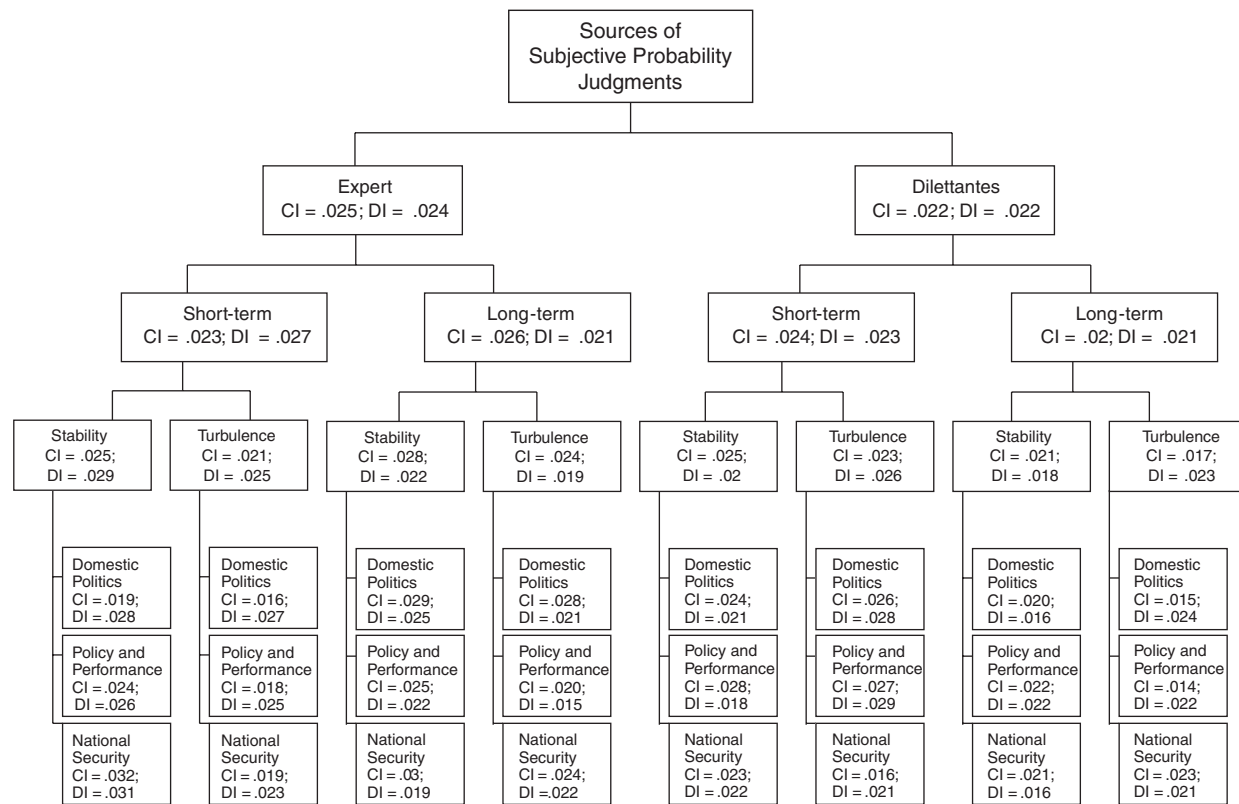 Sources of
Subjective Probability
Judgments
Expert
CI = .025; DI = .024
Dilettantes
CI = .022; DI = .022
Short-term
CI = .023; DI = .027
Long-term
CI = .026; DI = .021
Short-term
CI = .024; DI = .023
Long-term
CI = .02; DI = .021
Stability
CI = .025;
DI = .029
Turbulence
CI = .021;
DI = .025
Stability
CI = .028;
DI = .022
Turbulence
CI = .024;
DI = .019
Stability
CI = .025;
DI = .02
Turbulence
CI = .023;
DI = .026
Stability
CI = .021;
DI = .018
Turbulence
CI = .017;
DI = .023
Domestic
Politics
CI =.019;
DI = .028
Domestic
Politics
CI = .016;
DI = .027
Domestic
Politics
CI =.029;
DI = .025
Domestic
Politics
CI = .028;
DI = .021
Domestic
Politics
CI = .024;
DI = .021
Domestic
Politics
CI = .026;
DI = .028
Domestic
Politics
CI = .020;
DI = .016
Domestic
Politics
CI = .015;
DI = .024
Policy and
Performance
CI = .024;
DI =.026
Policy and
Performance
CI = .018;
DI = .025
Policy and
Performance
CI = .025;
DI = .022
Policy and
Performance
CI = .020;
DI = .015
Policy and
Performance
CI = .028;
DI = .018
Policy and
Performance
CI = .027;
DI = .029
Policy and
Performance
CI = .022;
DI = .022
Policy and
Performance
CI = .014;
DI = .022
National
Security
CI = .032;
DI = .031
National
Security
CI = .019;
DI = .023
National
Security
CI = .03;
DI = .019
National
Security
CI = .024;
DI =.022
National
Security
CI = .023;
DI = .022
National
Security
CI = .016;
DI = .021
National
Security
CI = .021;
DI = .016
National
Security
CI = .023;
DI = .021